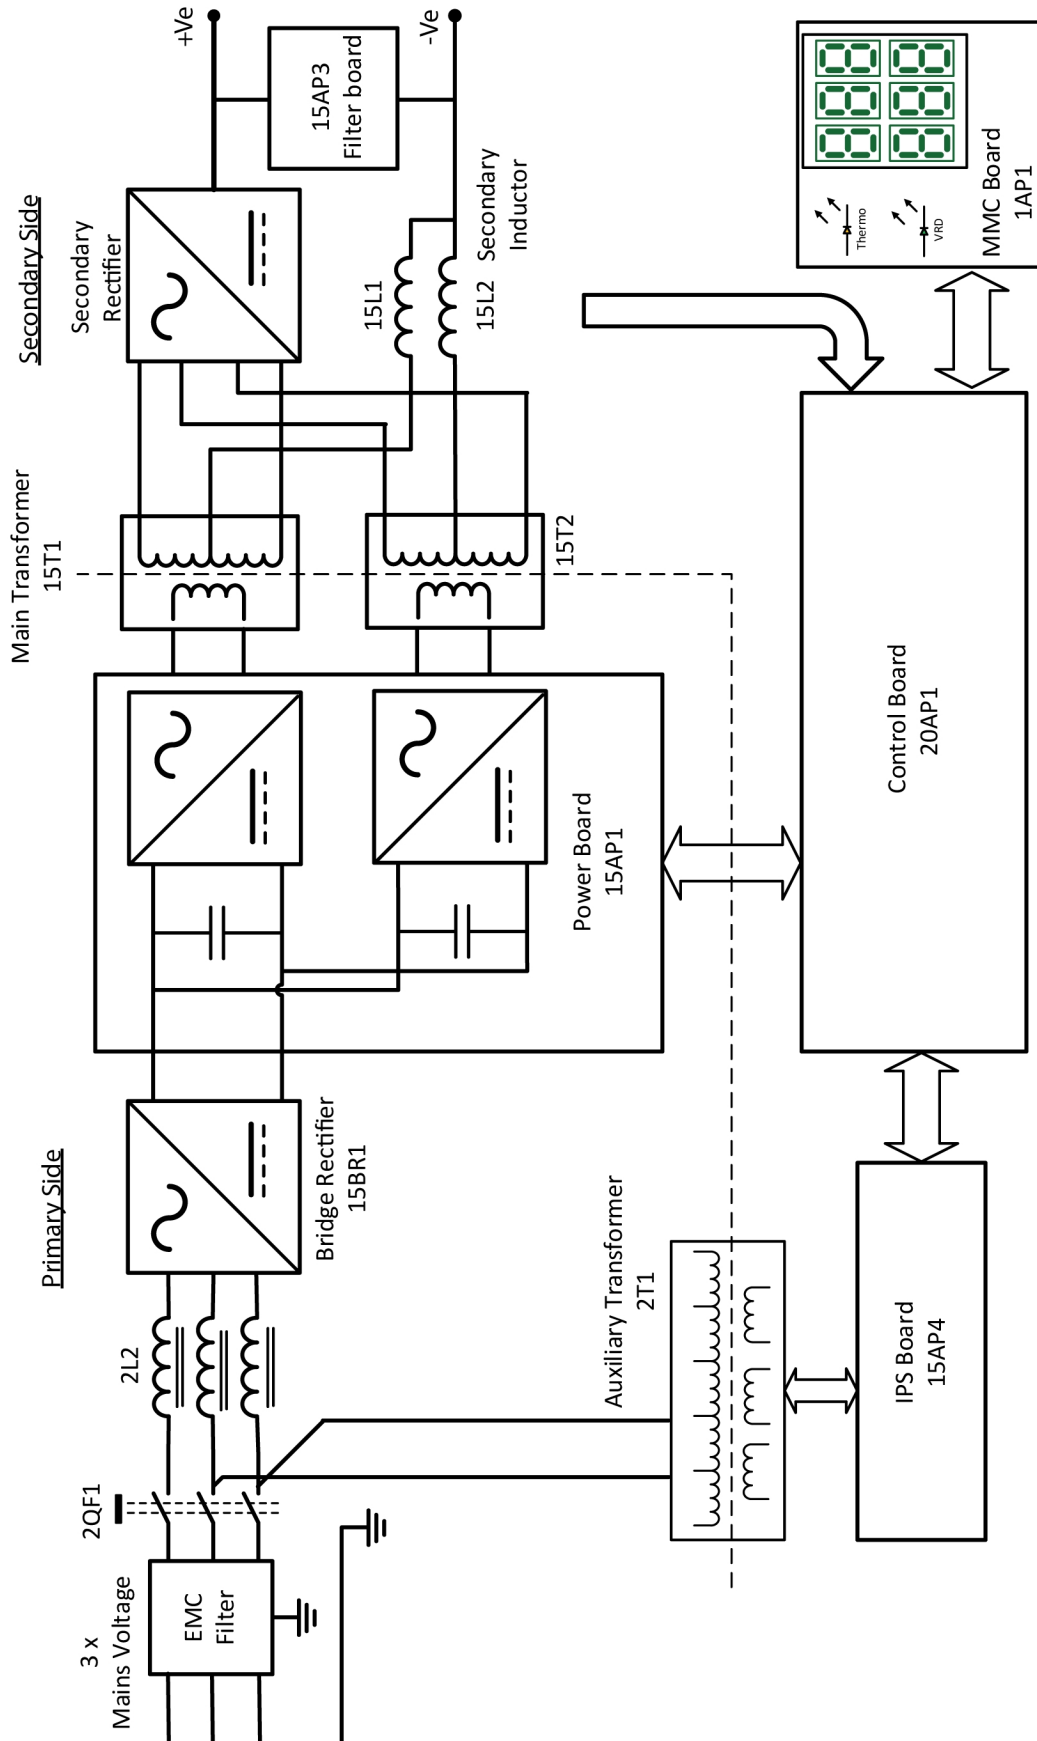 Primary Side
Secondary Side
3 x
Mains Voltage
EMC
Filter
2QF1
2L2
Bridge Rectifier
15BR1
Power Board
15AP1
Main Transformer
15T1
15T2
Secondary
Rectifier
15L1
15L2
Secondary
Inductor
15AP3
Filter board
+Ve
-Ve
Auxiliary Transformer
2T1
IPS Board
15AP4
Control Board
20AP1
Thermo
VRD
MMC Board
1AP1
888
888